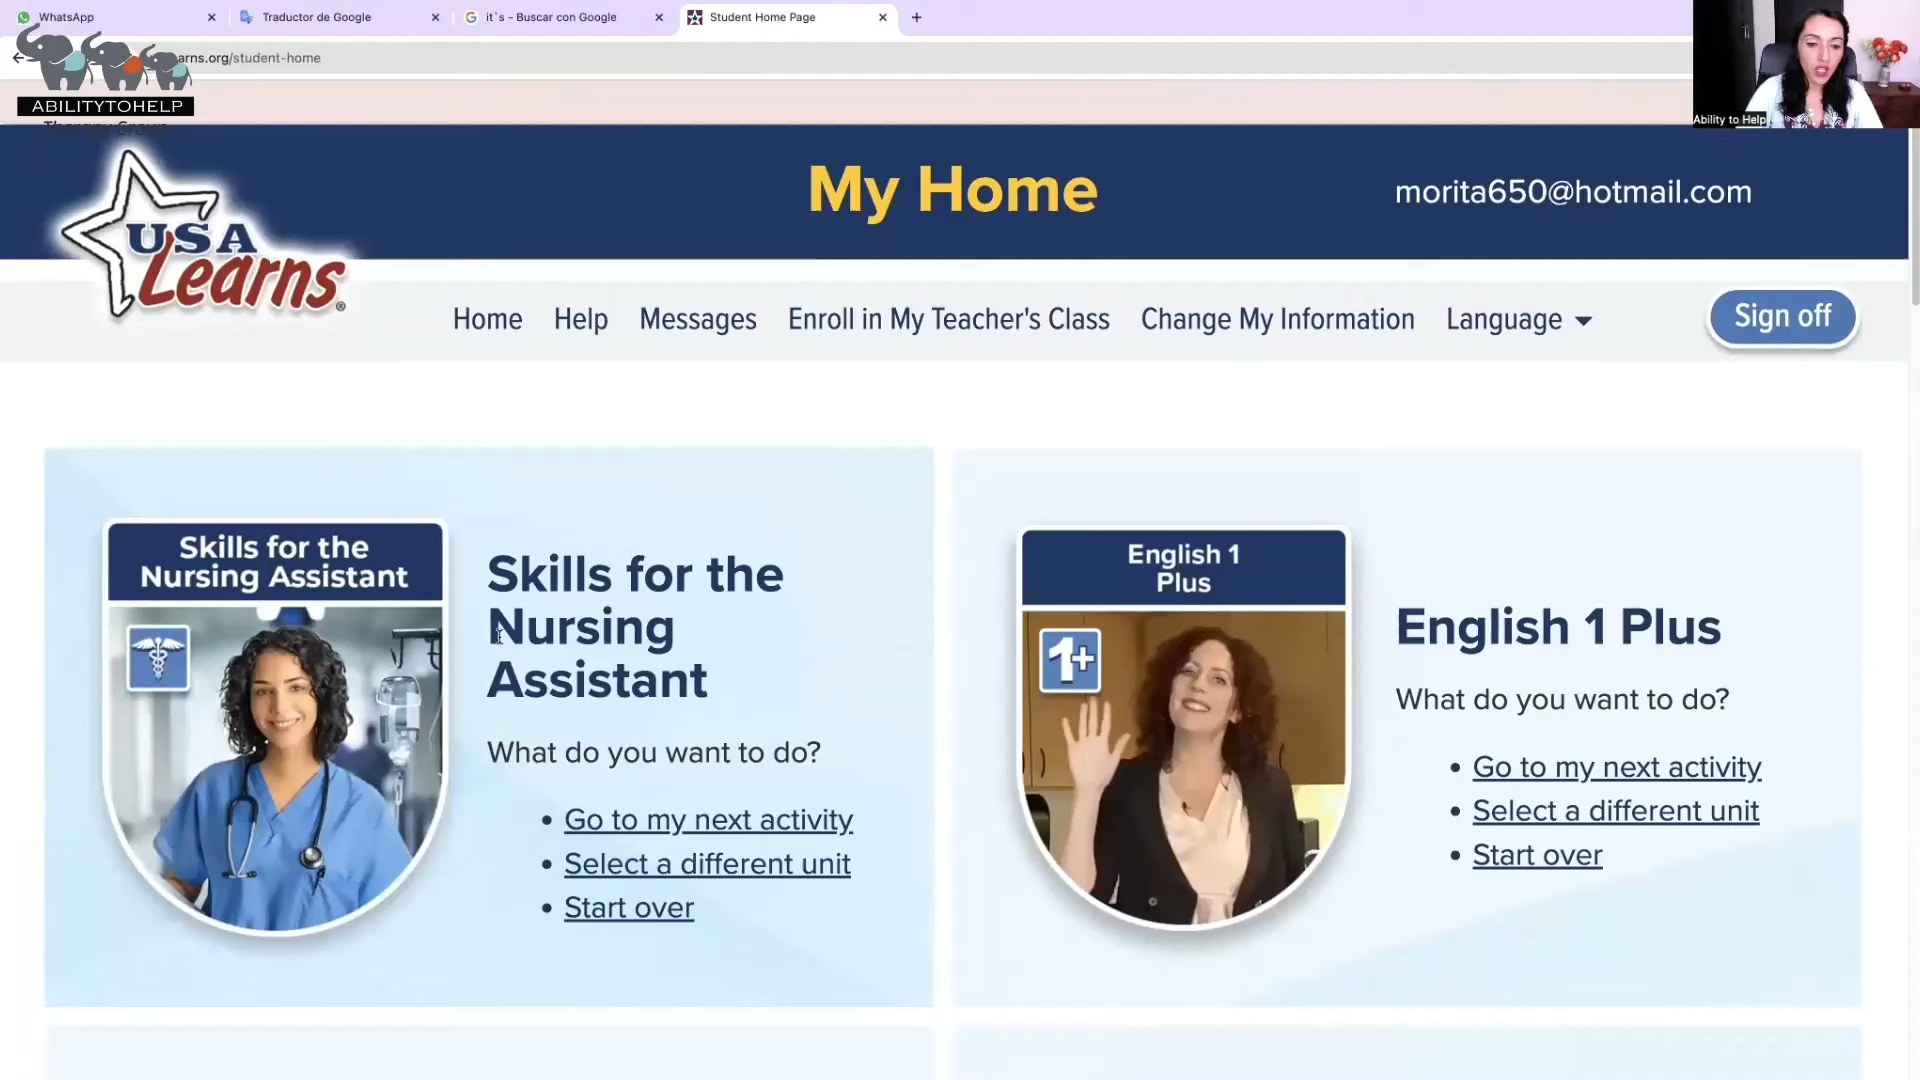 WhatsApp
Traductor de Google
it`s - Buscar con Google
Student Home Page
arns.org/student-home
ABILITYTOHELP
Therapy Group
Ability to Help
USA
Learns®
My Home
morita650@hotmail.com
Home
Help
Messages
Enroll in My Teacher's Class
Change My Information
Language
Sign off
Skills for the
Nursing Assistant
Skills for the
Nursing
Assistant
What do you want to do?
• Go to my next activity
• Select a different unit
• Start over
English 1
Plus
1+
English 1 Plus
What do you want to do?
• Go to my next activity
• Select a different unit
• Start over